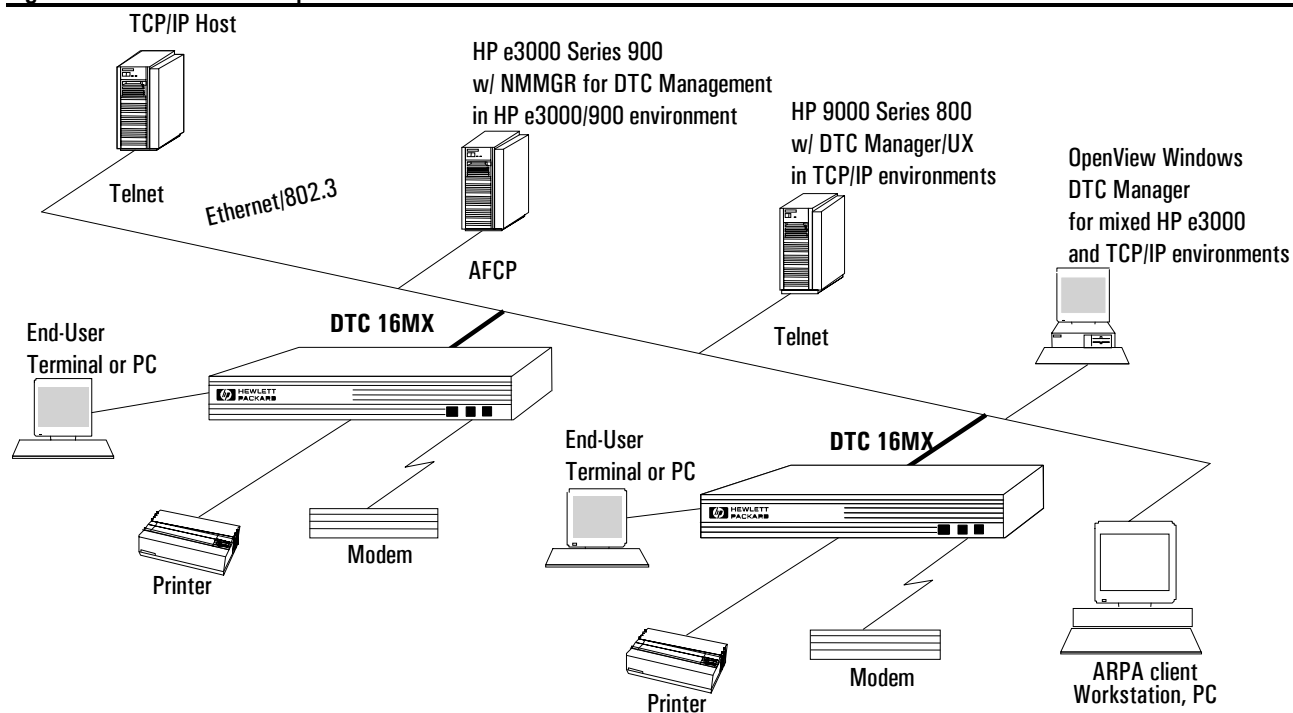 TCP/IP Host
HP e3000 Series 900
w/ NMMGR for DTC Management
in HP e3000/900 environment
HP 9000 Series 800
w/ DTC Manager/UX
in TCP/IP environments
OpenView Windows
DTC Manager
for mixed HP e3000
and TCP/IP environments
Telnet
Ethernet/802.3
AFCP
Telnet
DTC 16MX
End-User
Terminal or PC
HEWLETT
PACKARD
Printer
Modem
DTC 16MX
End-User
Terminal or PC
HEWLETT
PACKARD
Printer
Modem
ARPA client
Workstation, PC